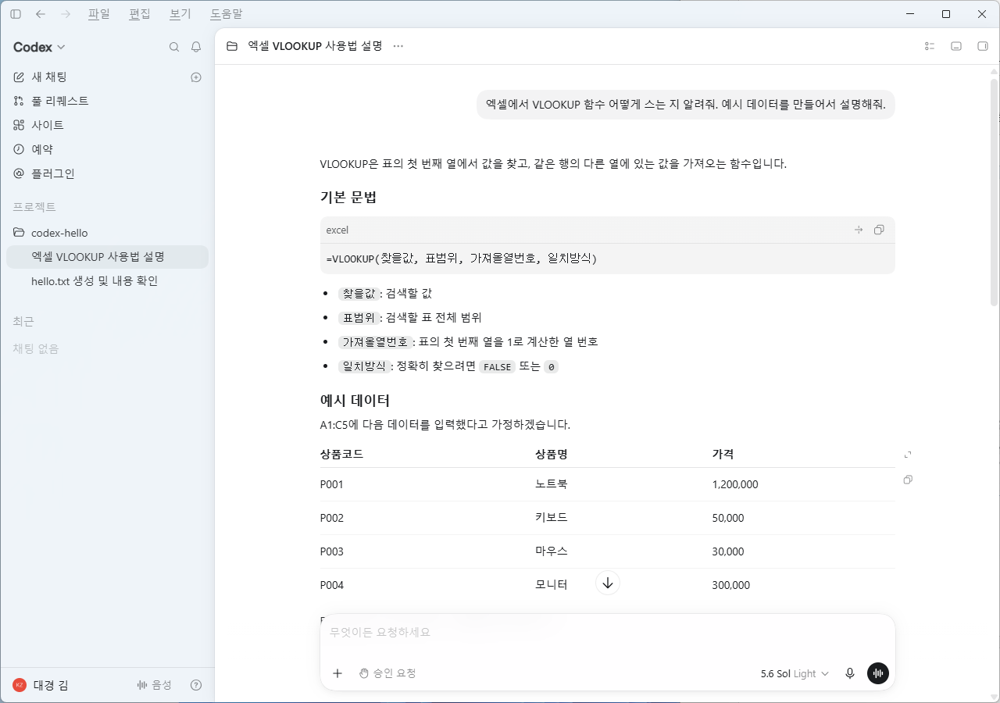 파일 편집 보기 도움말
Codex
새 채팅
풀 리퀘스트
사이트
예약
플러그인
프로젝트
codex-hello
엑셀 VLOOKUP 사용법 설명
hello.txt 생성 및 내용 확인
최근
채팅 없음
KZ 대경 김 음성
엑셀 VLOOKUP 사용법 설명
엑셀에서 VLOOKUP 함수 어떻게 스는 지 알려줘. 예시 데이터를 만들어서 설명해줘.
VLOOKUP은 표의 첫 번째 열에서 값을 찾고, 같은 행의 다른 열에 있는 값을 가져오는 함수입니다.
기본 문법
excel
=VLOOKUP(찾을값, 표범위, 가져올열번호, 일치방식)
• 찾을값: 검색할 값
• 표범위: 검색할 표 전체 범위
• 가져올열번호: 표의 첫 번째 열을 1로 계산한 열 번호
• 일치방식: 정확히 찾으려면 FALSE 또는 0
예시 데이터
A1:C5에 다음 데이터를 입력했다고 가정하겠습니다.
상품코드 상품명 가격
P001 노트북 1,200,000
P002 키보드 50,000
P003 마우스 30,000
P004 모니터 300,000
무엇이든 요청하세요
승인 요청 5.6 Sol Light